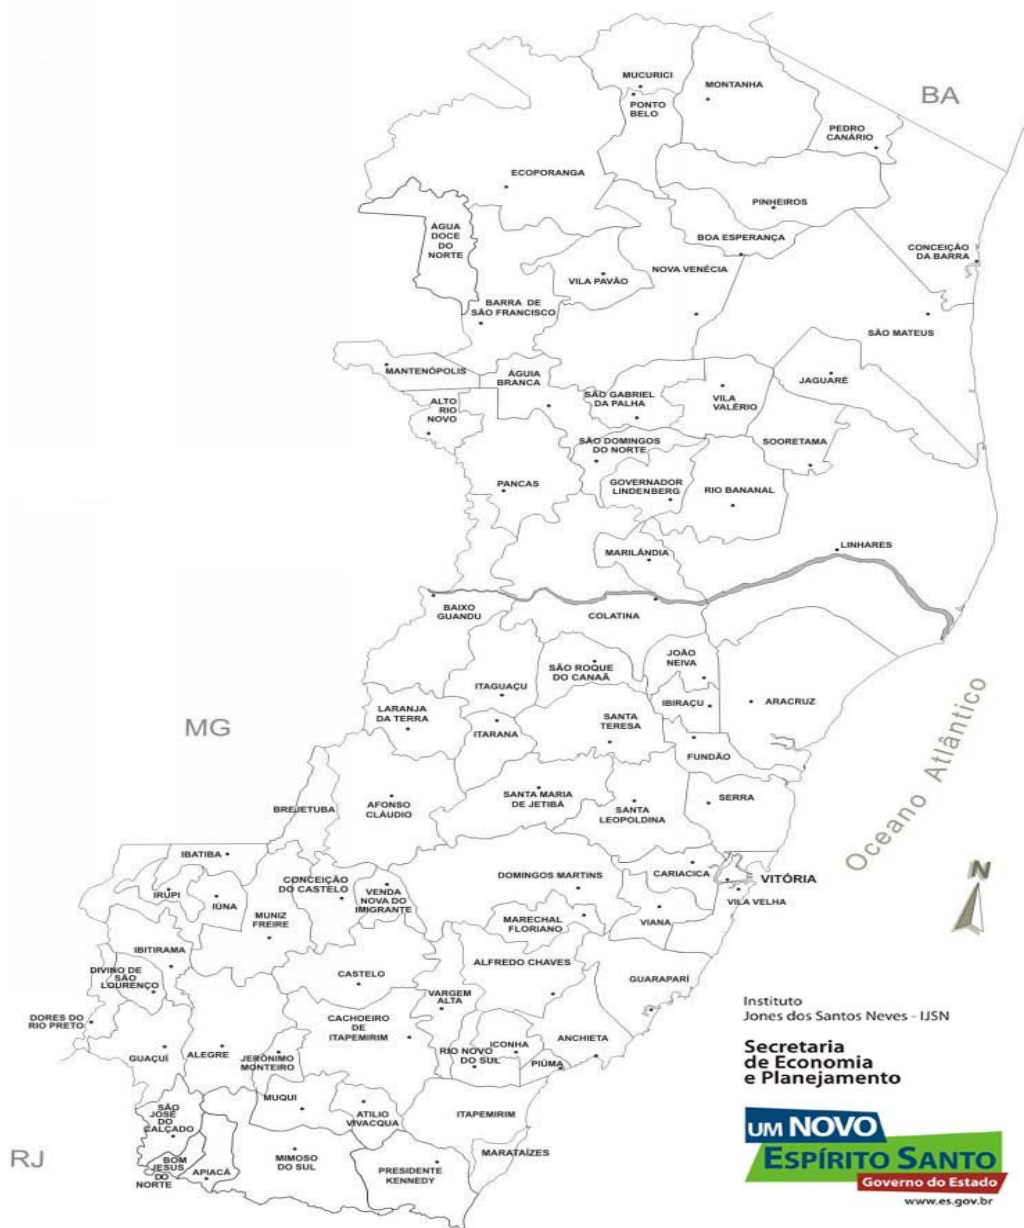 MUCURICI
MONTANHA
BA
PONTO
BELO
PEDRO
CANÁRIO
ECOPORANGA
PINHEIROS
ÁGUA
DOCE
DO
NORTE
BOA ESPERANÇA
CONCEIÇÃO
DA BARRA
NOVA VENÉCIA
VILA PAVÃO
BARRA DE
SÃO FRANCISCO
SÃO MATEUS
MANTENÓPOLIS
ÁGUIA
BRANCA
JAGUARÉ
ALTO
RIO
NOVO
SÃO GABRIEL
DA PALHA
VILA
VALÉRIO
SÃO DOMINGOS
DO NORTE
SOORETAMA
PANCAS
GOVERNADOR
LINDENBERG
RIO BANANAL
MARILÂNDIA
LINHARES
BAIXO
GUANDU
COLATINA
JOÃO
NEIVA
SÃO ROQUE
DO CANAÃ
ITAGUAÇU
IBIRAÇU
ARACRUZ
LARANJA
DA TERRA
MG
ITARANA
SANTA
TERESA
FUNDÃO
Oceano Atlântico
BREJETUBA
AFONSO
CLÁUDIO
SANTA MARIA
DE JETIBÁ
SANTA
LEOPOLDINA
SERRA
IBATIBA
IRUPI
IÚNA
CONCEIÇÃO
DO CASTELO
VENDA
NOVA DO
IMIGRANTE
DOMINGOS MARTINS
CARIACICA
VITÓRIA
N
VILA VELHA
MUNIZ
FREIRE
MARECHAL
FLORIANO
VIANA
IBITIRAMA
DIVINO DE
SÃO
LOURENÇO
CASTELO
ALFREDO CHAVES
GUARAPARÍ
VARGEM
ALTA
DORES DO
RIO PRETO
CACHOEIRO
DE
ITAPEMIRIM
GUAÇUÍ
ALEGRE
JERÔNIMO
MONTEIRO
RIO NOVO
DO SUL
ICONHA
ANCHIETA
PIÚMA
MUQUI
ATILIO
VIVACQUA
ITAPEMIRIM
SÃO
JOSÉ
DO
CALÇADO
MARATAÍZES
RJ
BOM
JESUS
DO
NORTE
APIACÁ
MIMOSO
DO SUL
PRESIDENTE
KENNEDY
Instituto
Jones dos Santos Neves - IJSN
Secretaria
de Economia
e Planejamento
UM NOVO
ESPÍRITO SANTO
Governo do Estado
www.es.gov.br